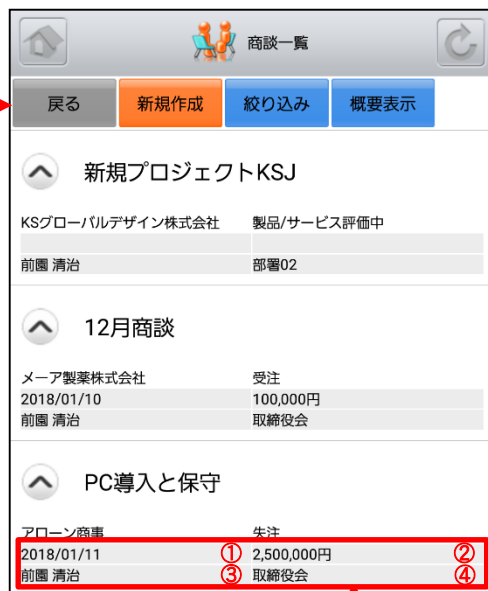 商談一覧
戻る 新規作成 絞り込み 概要表示
新規プロジェクトKSJ
KSグローバルデザイン株式会社 製品/サービス評価中
前園 清治 部署02
12月商談
メーア製薬株式会社 受注
2018/01/10 100,000円
前園 清治 取締役会
PC導入と保守
アローン商事 失注
2018/01/11 ① 2,500,000円 ②
前園 清治 ③ 取締役会 ④